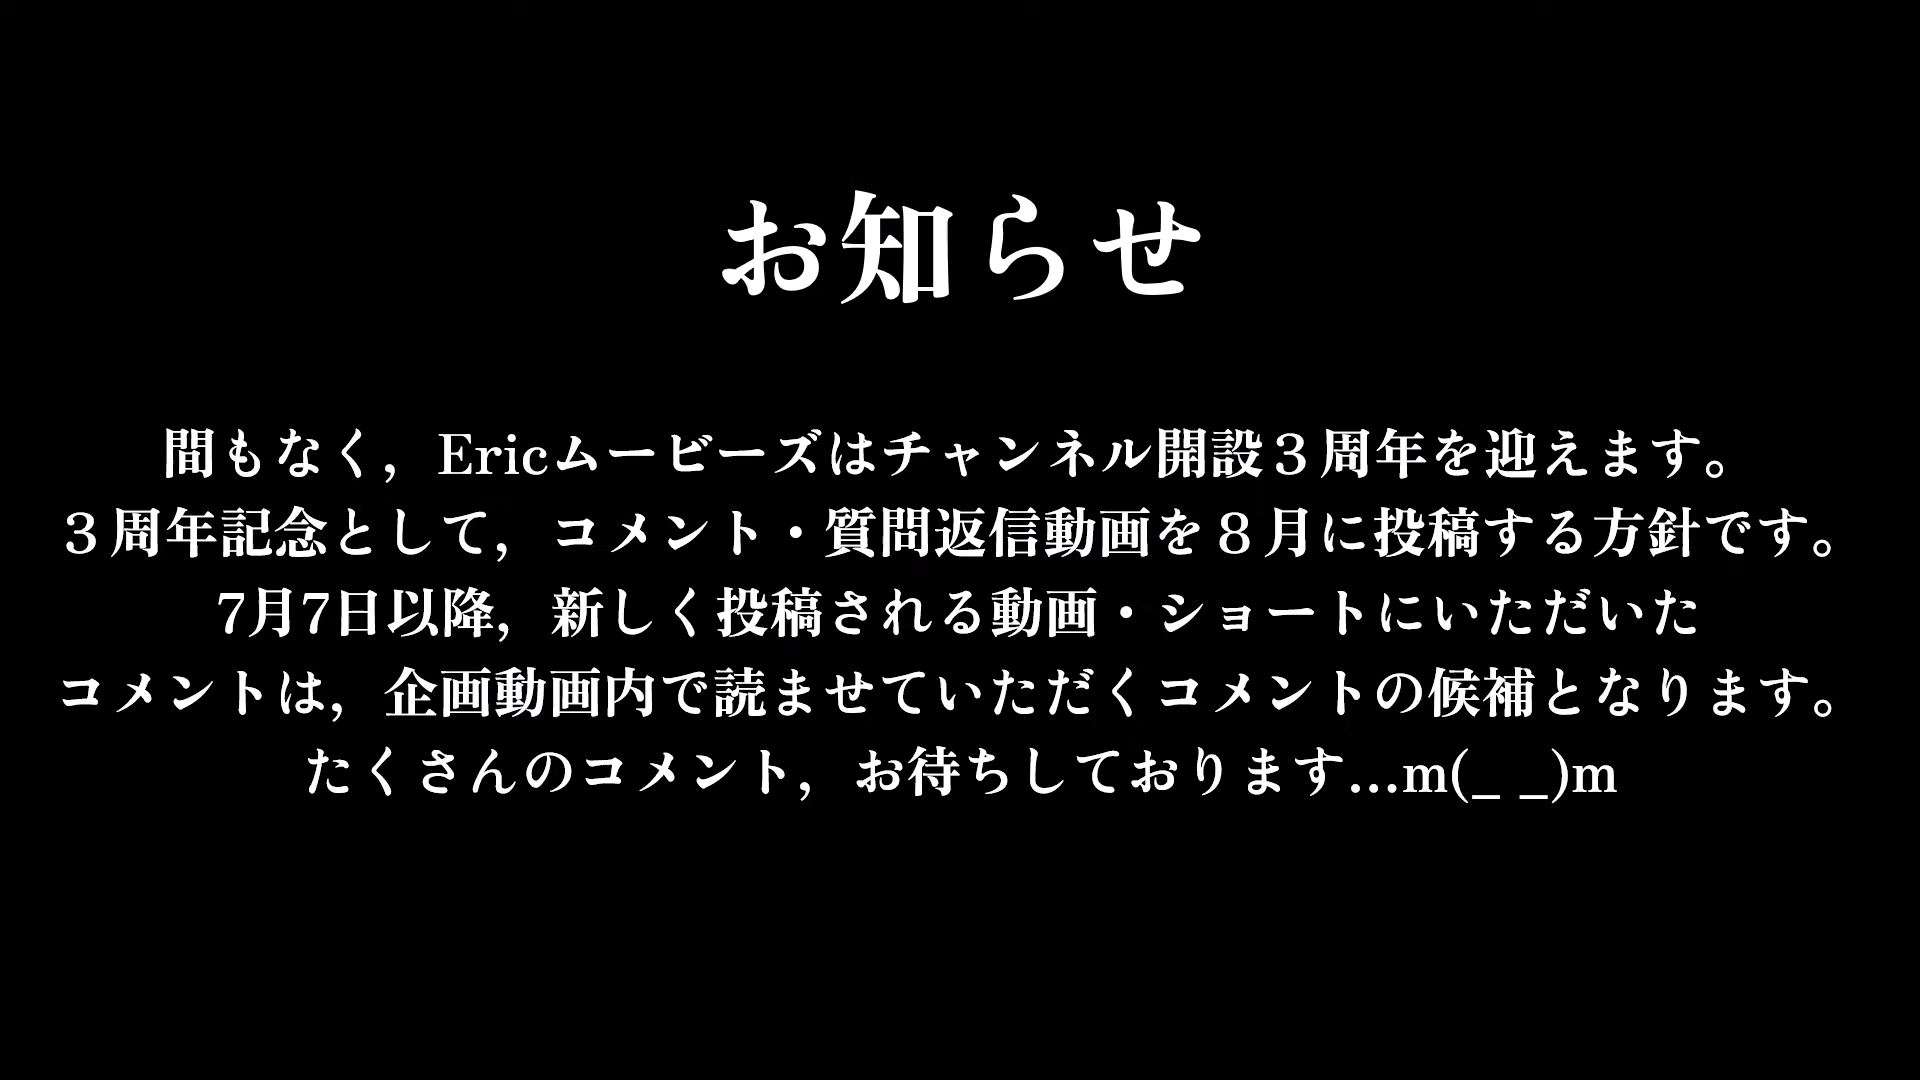 お知らせ
間もなく，Ericムービーズはチャンネル開設３周年を迎えます。
３周年記念として，コメント・質問返信動画を８月に投稿する方針です。
7月7日以降，新しく投稿される動画・ショートにいただいた
コメントは，企画動画内で読ませていただくコメントの候補となります。
たくさんのコメント，お待ちしております…m(_ _)m